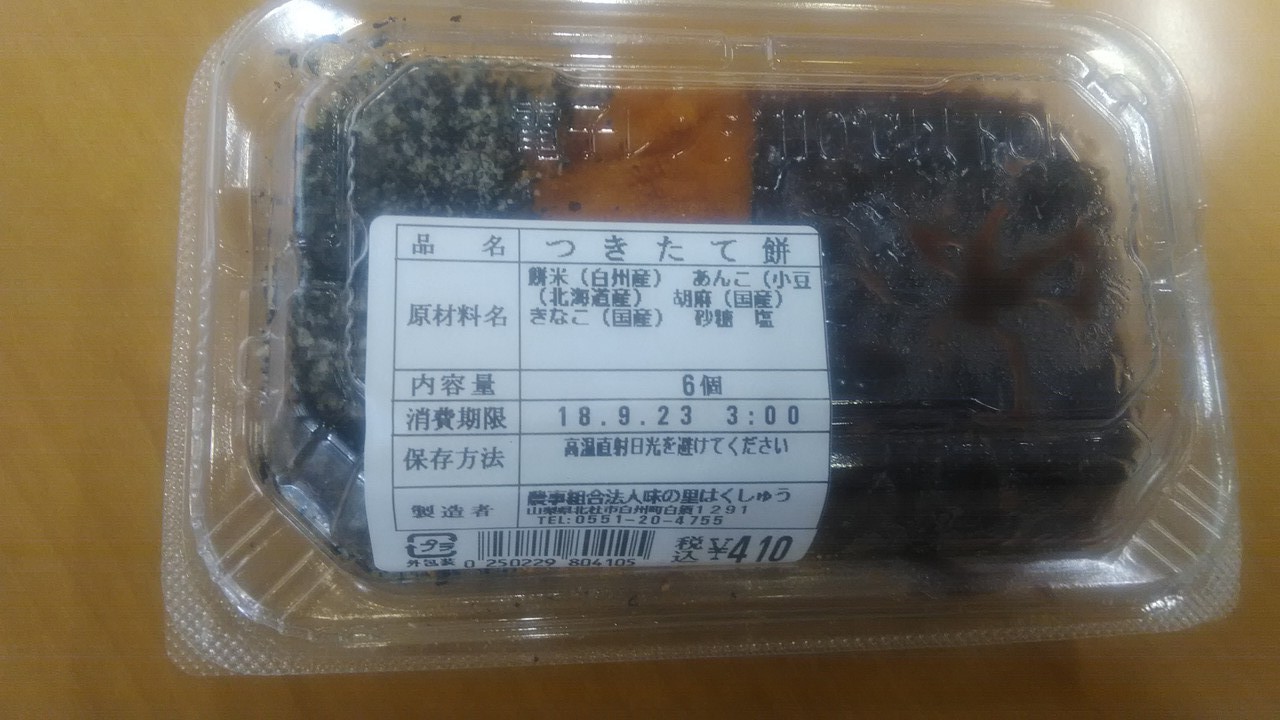 品名 つきたて餅
原材料名 餅米（白州産） あんこ（小豆
（北海道産） 胡麻（国産）
きなこ（国産） 砂糖 塩
内容量 6個
消費期限 18.9.23 3:00
保存方法 高温直射日光を避けてください
製造者 農事組合法人味の里はくしゅう
山梨県北杜市白州町白須1291
TEL:0551-20-4755
プラ
外包装 0 250229 804105 税込 ¥410